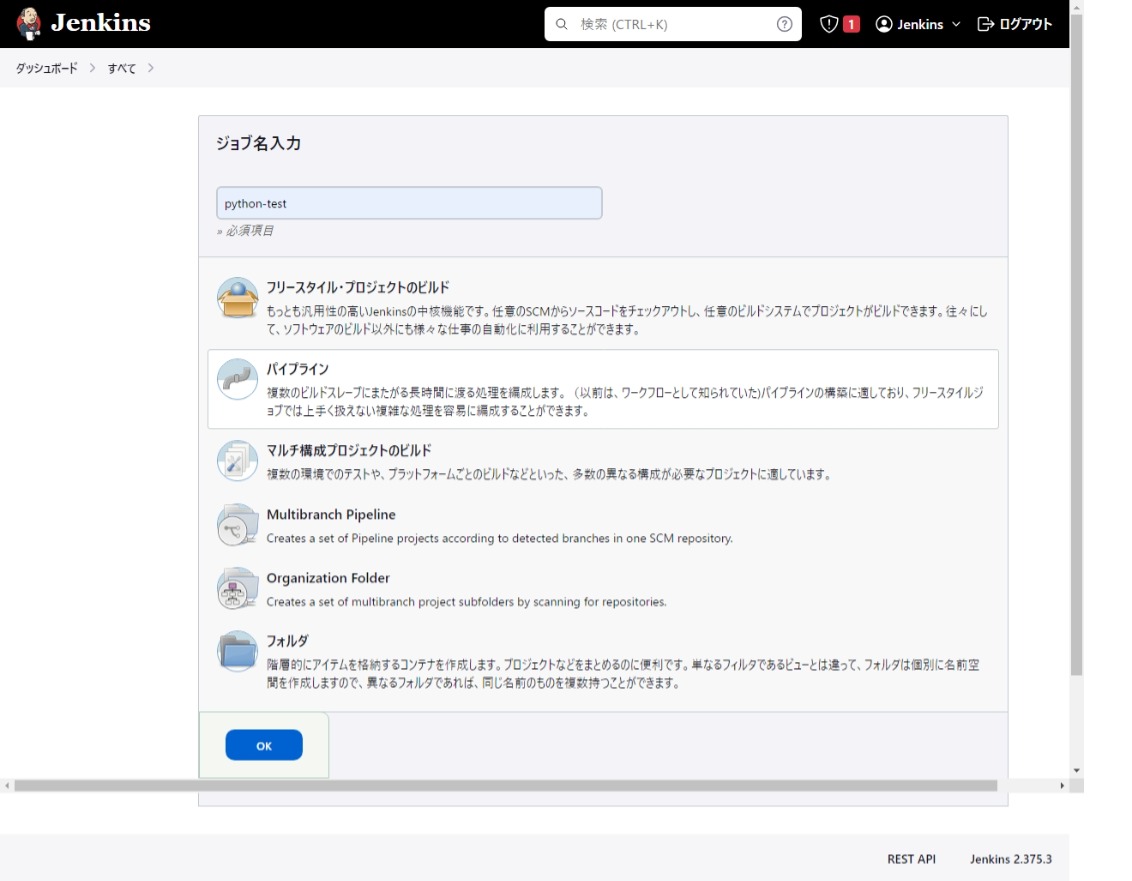 Jenkins
検索 (CTRL+K)
1
Jenkins
ログアウト
ダッシュボード
すべて
ジョブ名入力
python-test
» 必須項目
フリースタイル・プロジェクトのビルド
もっとも汎用性の高いJenkinsの中核機能です。任意のSCMからソースコードをチェックアウトし、任意のビルドシステムでプロジェクトがビルドできます。往々にし
て、ソフトウェアのビルド以外にも様々な仕事の自動化に利用することができます。
パイプライン
複数のビルドスレーブにまたがる長時間に渡る処理を編成します。 (以前は、ワークフローとして知られていた)パイプラインの構築に適しており、フリースタイルジ
ョブでは上手く扱えない複雑な処理を容易に編成することができます。
マルチ構成プロジェクトのビルド
複数の環境でのテストや、プラットフォームごとのビルドなどといった、多数の異なる構成が必要なプロジェクトに適しています。
Multibranch Pipeline
Creates a set of Pipeline projects according to detected branches in one SCM repository.
Organization Folder
Creates a set of multibranch project subfolders by scanning for repositories.
フォルダ
階層的にアイテムを格納するコンテナを作成します。プロジェクトなどをまとめるのに便利です。単なるフィルタであるビューとは違って、フォルダは個別に名前空
間を作成しますので、異なるフォルダであれば、同じ名前のものを複数持つことができます。
OK
REST API
Jenkins 2.375.3